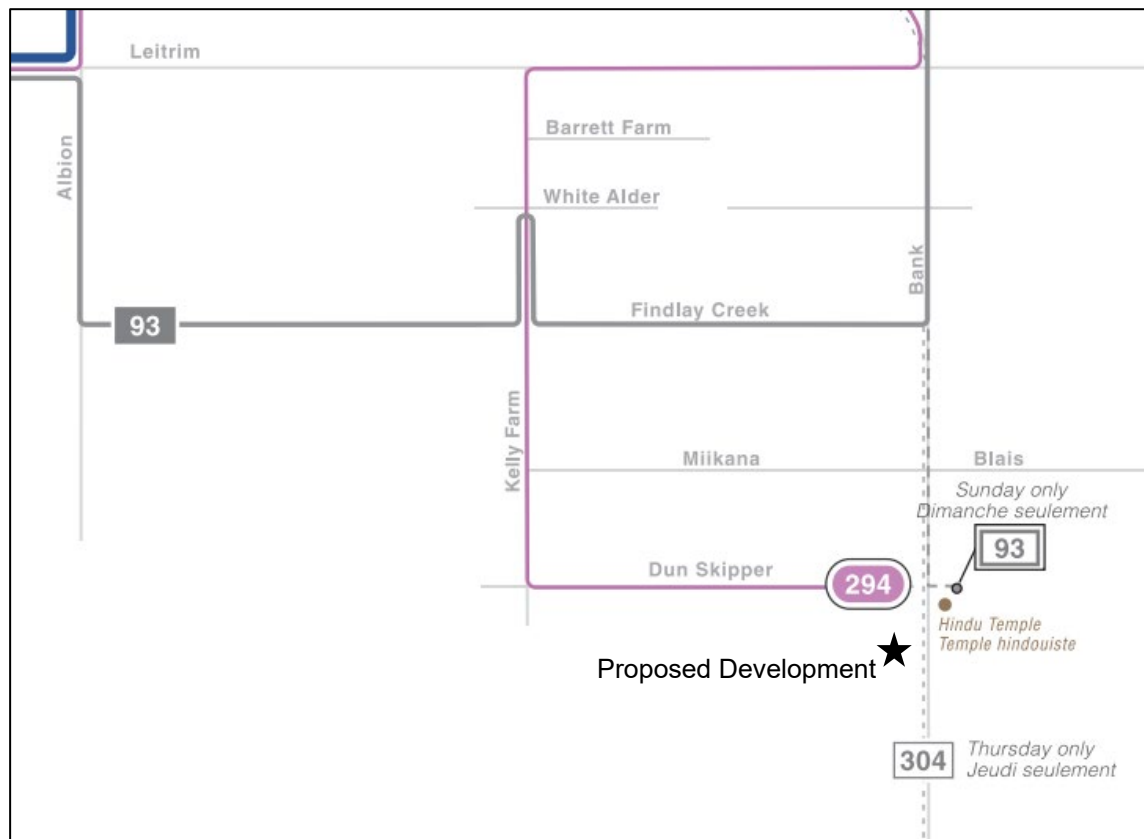 Leitrim
Albion
Barrett Farm
White Alder
Bank
Findlay Creek
93
Kelly Farm
Miikana
Blais
Sunday only
Dimanche seulement
93
Dun Skipper
294
Hindu Temple
Temple hindouiste
Proposed Development
304
Thursday only
Jeudi seulement